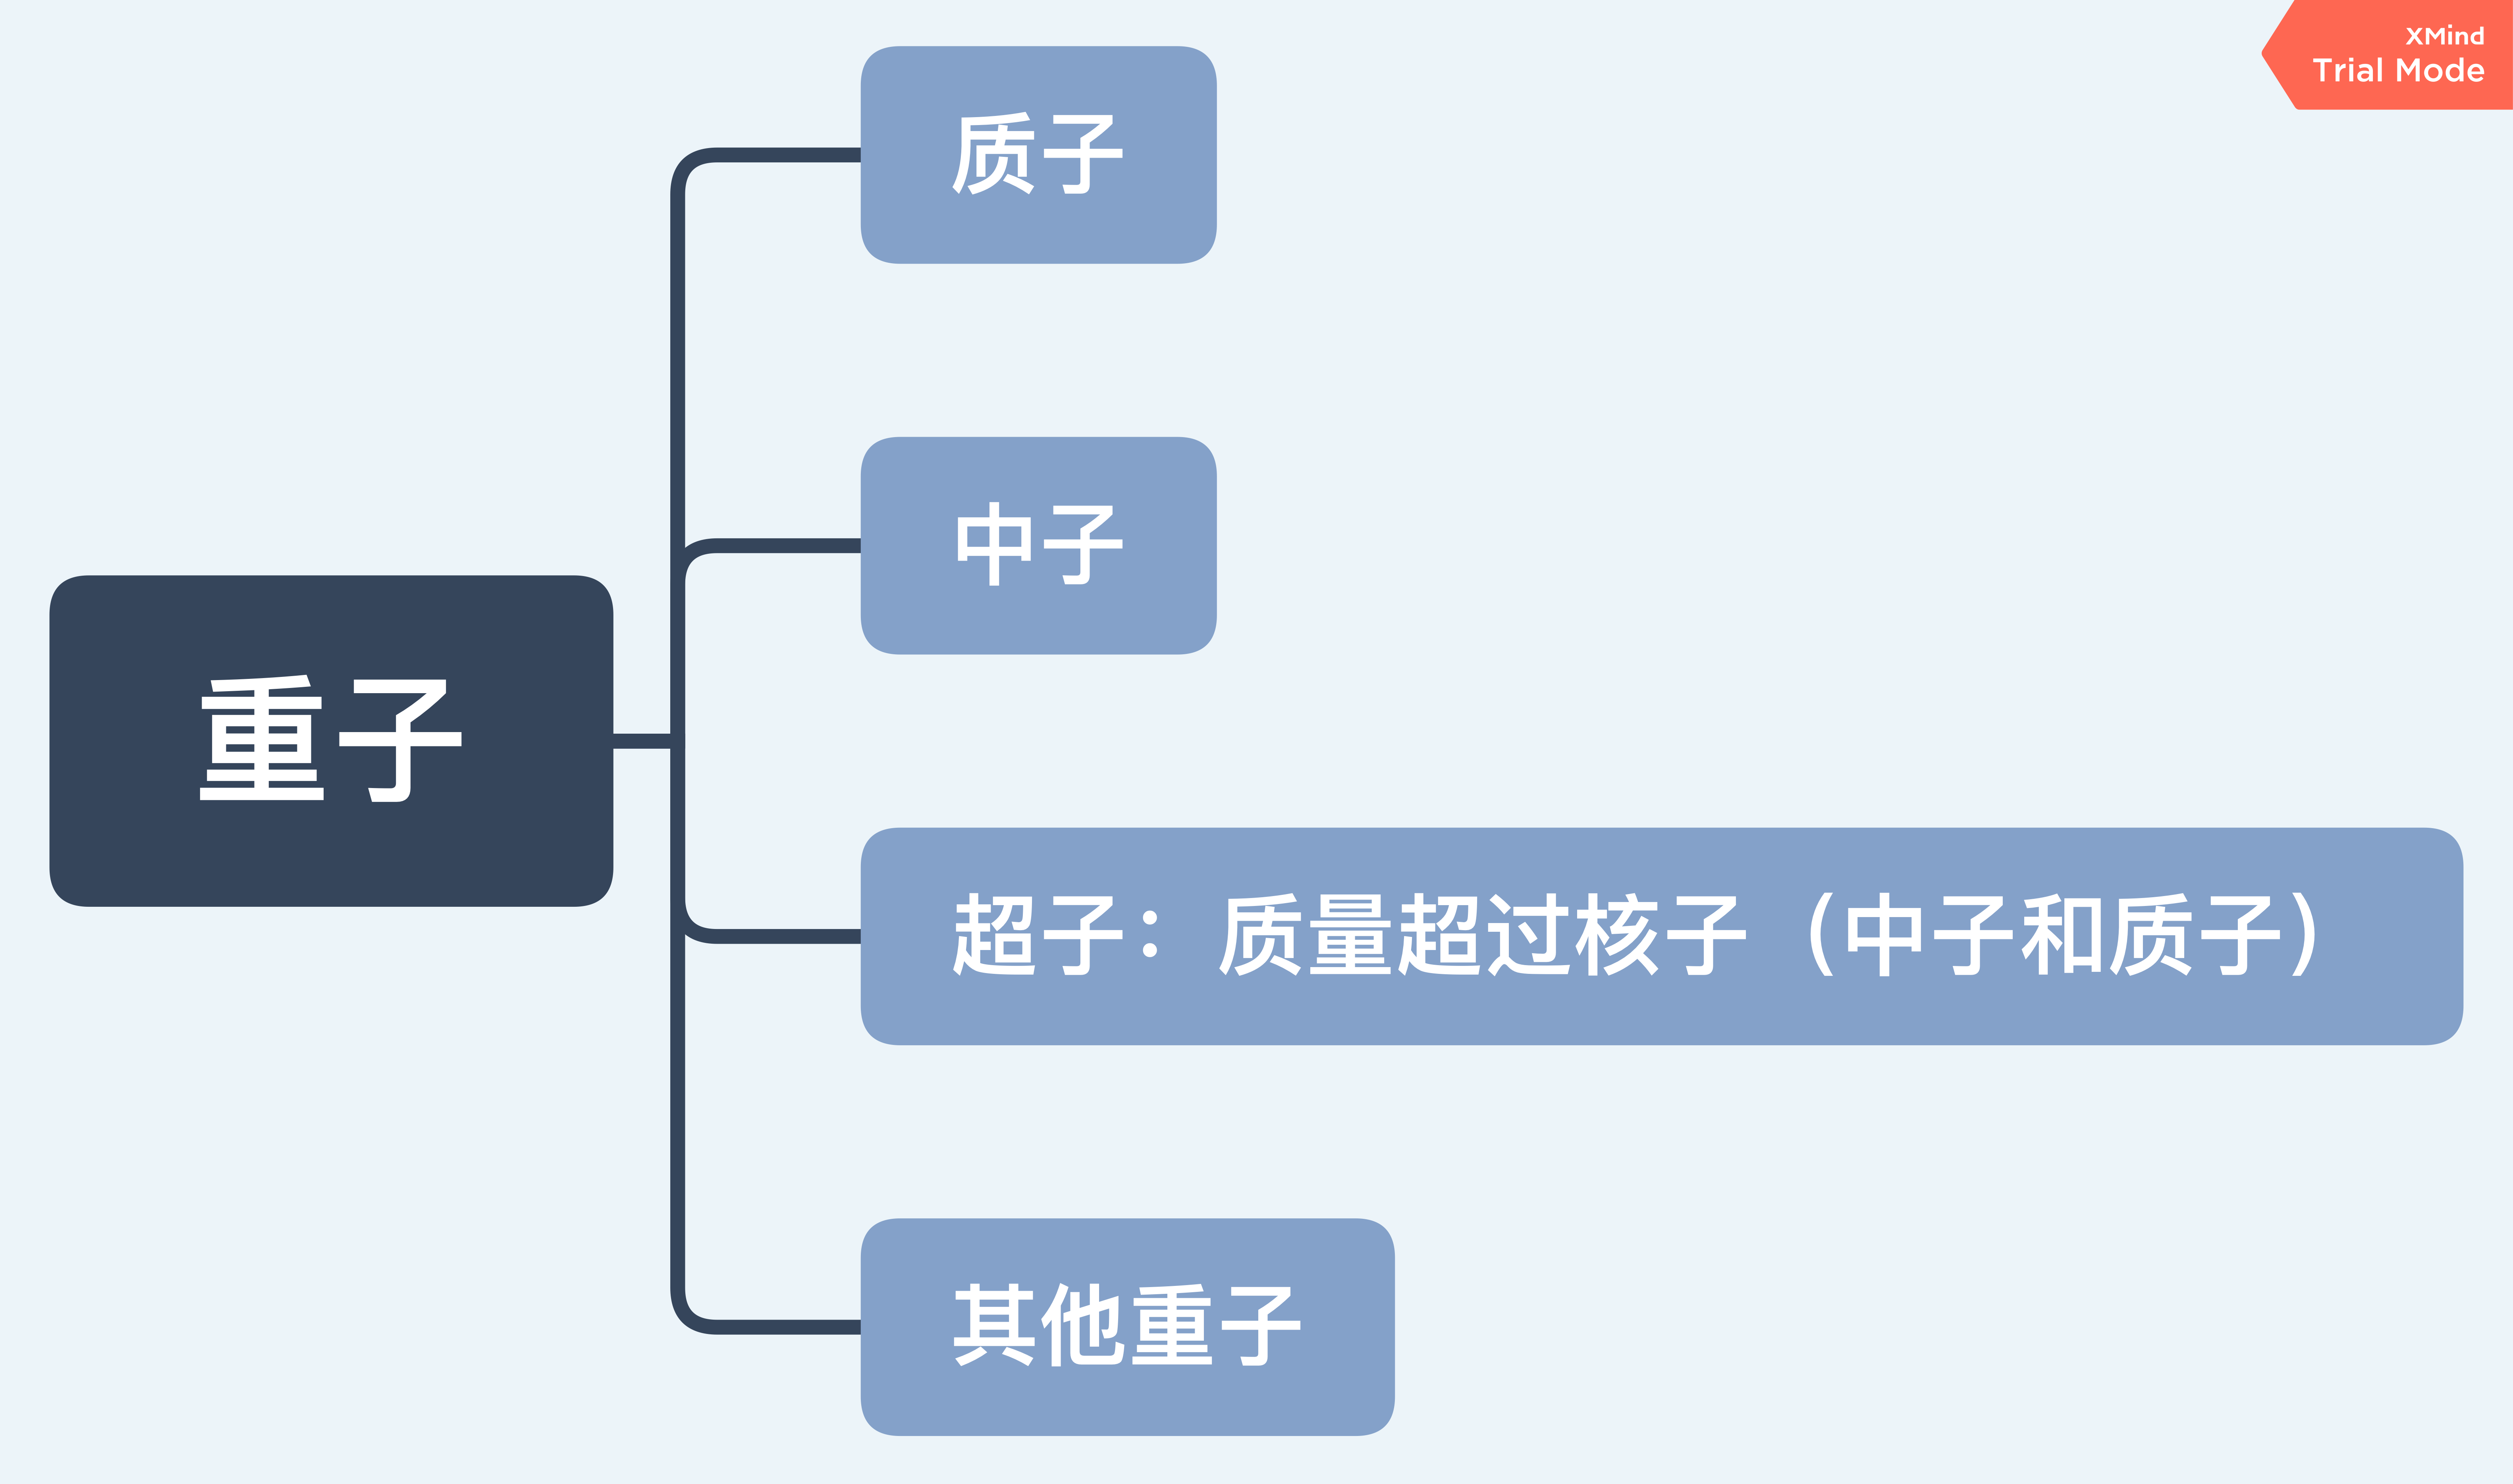 XMind
Trial Mode
质子
中子
重子
超子：质量超过核子（中子和质子）
其他重子